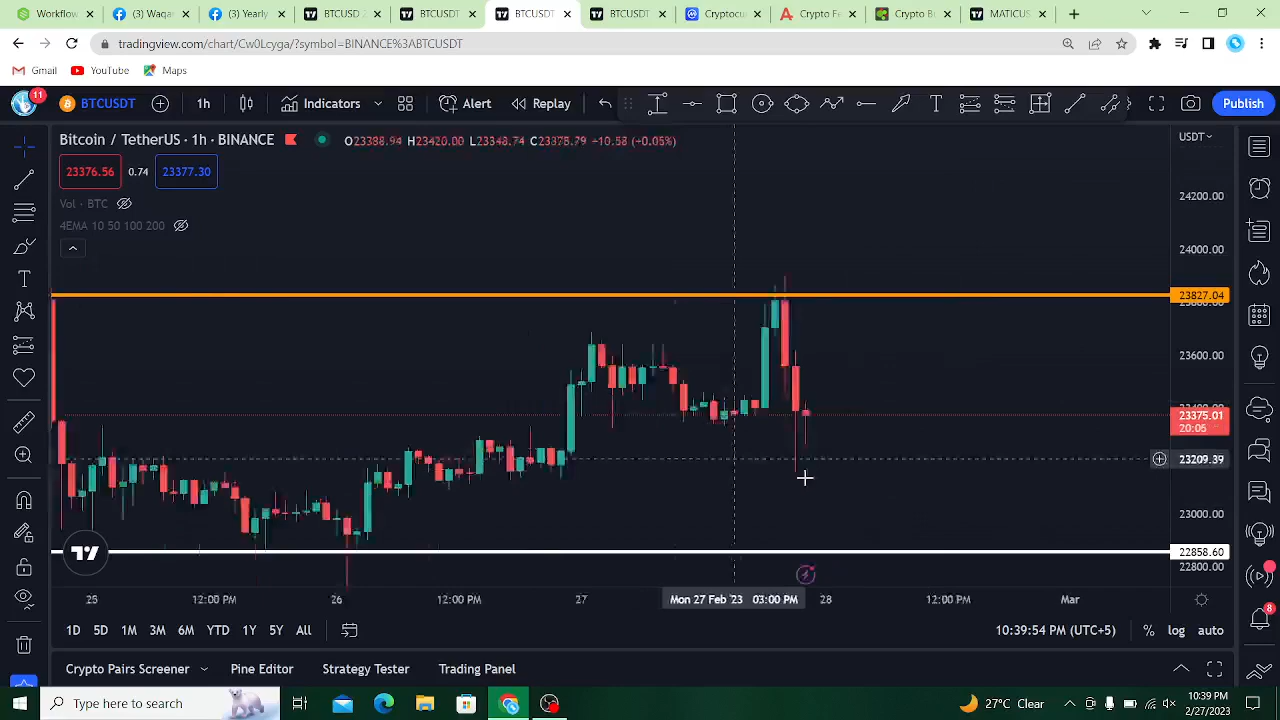 Workflow
(3) Waqar
(3) Yearly
BTCUSD
BTCUSDT
BTCUSDT
BTCUSDT
Cryptocu
Crypto F
Crypto Bu
MATICUS
tradingview.com/chart/Cw0Lcyga/?symbol=BINANCE%3ABTCUSDT
Gmail YouTube Maps
11
BTCUSDT 1h Indicators Alert Replay Publish
Bitcoin / TetherUS · 1h · BINANCE
O23388.94 H23420.00 L23348.74 C23375.79 +10.58 (+0.05%)
USDT
23376.56 0.74 23377.30
Vol · BTC
4EMA 10 50 100 200
24200.00
24000.00
23827.04
23600.00
23375.01
20:05
23209.39
23000.00
22858.60
22800.00
25 12:00 PM 26 12:00 PM 27 Mon 27 Feb '23 03:00 PM 28 12:00 PM Mar
1D 5D 1M 3M 6M YTD 1Y 5Y All
10:39:54 PM (UTC+5) % log auto
8
Crypto Pairs Screener Pine Editor Strategy Tester Trading Panel
Type here to search
27°C Clear
10:39 PM
2/27/2023